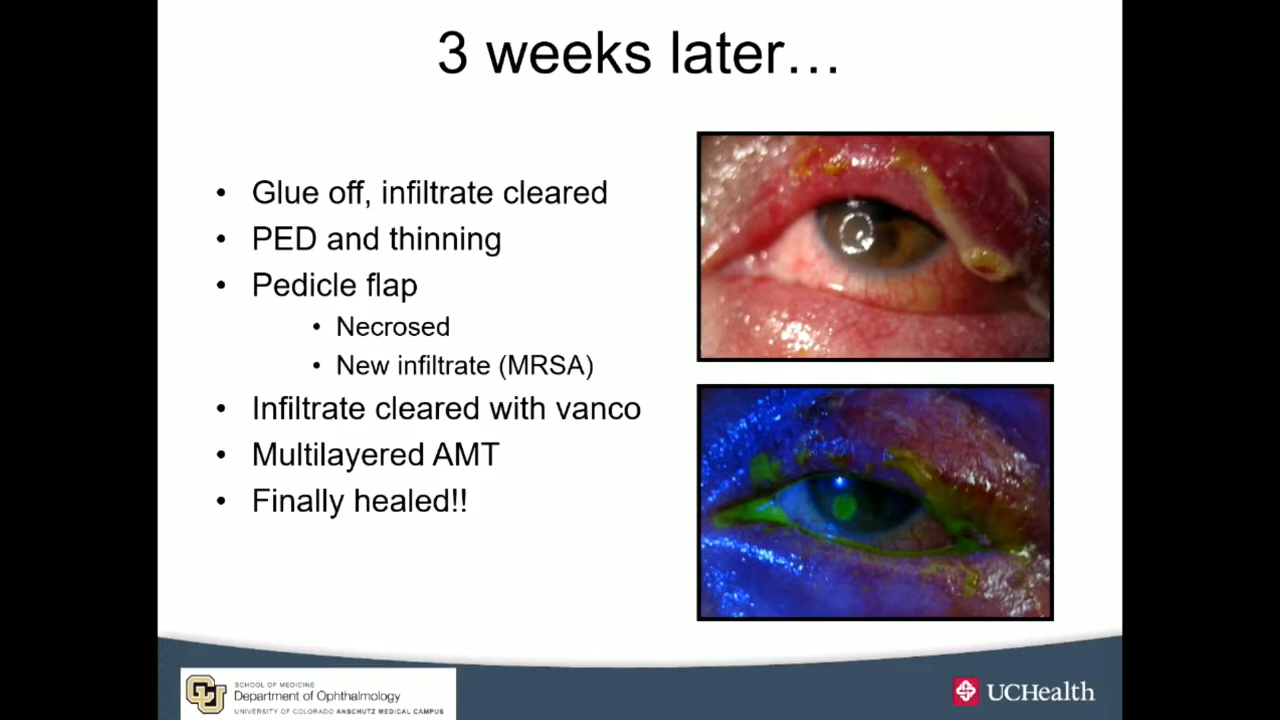 3 weeks later…
• Glue off, infiltrate cleared
• PED and thinning
• Pedicle flap
• Necrosed
• New infiltrate (MRSA)
• Infiltrate cleared with vanco
• Multilayered AMT
• Finally healed!!
CU
SCHOOL OF MEDICINE
Department of Ophthalmology
UNIVERSITY OF COLORADO ANSCHUTZ MEDICAL CAMPUS
UCHealth